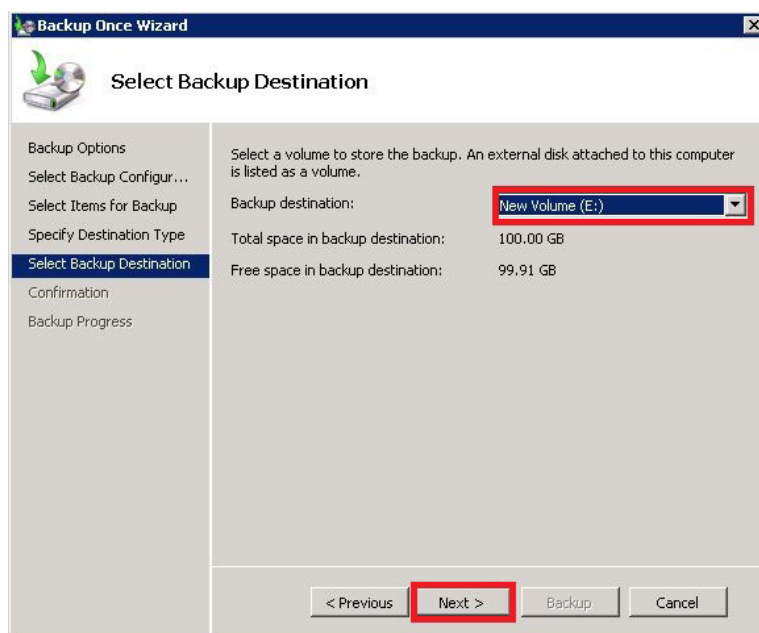 Backup Once Wizard
Select Backup Destination
Backup Options
Select Backup Configur...
Select Items for Backup
Specify Destination Type
Select Backup Destination
Confirmation
Backup Progress
Select a volume to store the backup. An external disk attached to this computer
is listed as a volume.
Backup destination: New Volume (E:)
Total space in backup destination: 100.00 GB
Free space in backup destination: 99.91 GB
< Previous Next > Backup Cancel